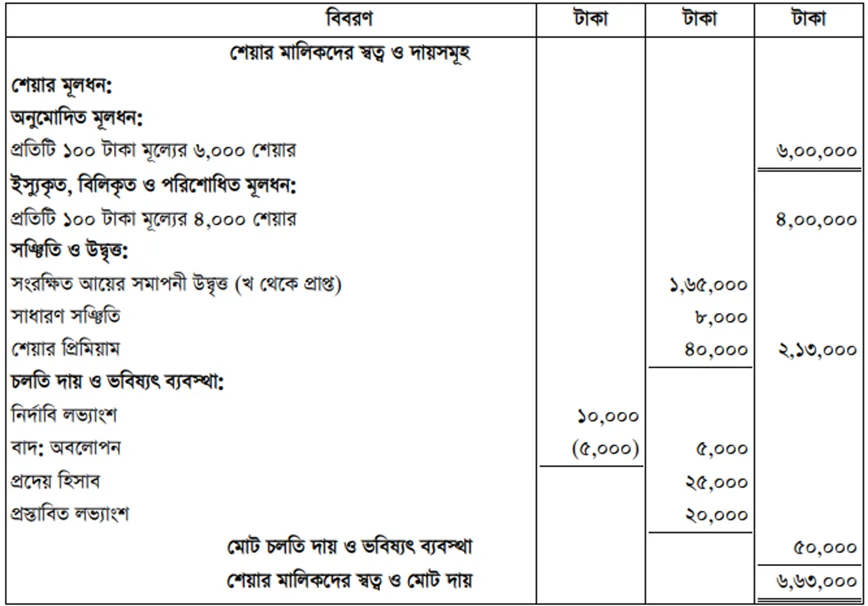 বিবরণ টাকা টাকা টাকা
শেয়ার মালিকদের স্বত্ব ও দায়সমূহ
শেয়ার মূলধন:
অনুমোদিত মূলধন:
প্রতিটি ১০০ টাকা মূল্যের ৬,০০০ শেয়ার ৬,০০,০০০
ইস্যুকৃত, বিলিকৃত ও পরিশোধিত মূলধন:
প্রতিটি ১০০ টাকা মূল্যের ৪,০০০ শেয়ার ৪,০০,০০০
সঞ্চিতি ও উদ্বৃত্ত:
সংরক্ষিত আয়ের সমাপনী উদ্বৃত্ত (খ থেকে প্রাপ্ত) ১,৬৫,০০০
সাধারণ সঞ্চিতি ৮,০০০
শেয়ার প্রিমিয়াম ৪০,০০০ ২,১৩,০০০
চলতি দায় ও ভবিষ্যৎ ব্যবস্থা:
নির্দাবি লভ্যাংশ ১০,০০০
বাদ: অবলোপন (৫,০০০) ৫,০০০
প্রদেয় হিসাব ২৫,০০০
প্রস্তাবিত লভ্যাংশ ২০,০০০
মোট চলতি দায় ও ভবিষ্যৎ ব্যবস্থা ৫০,০০০
শেয়ার মালিকদের স্বত্ব ও মোট দায় ৬,৬৩,০০০